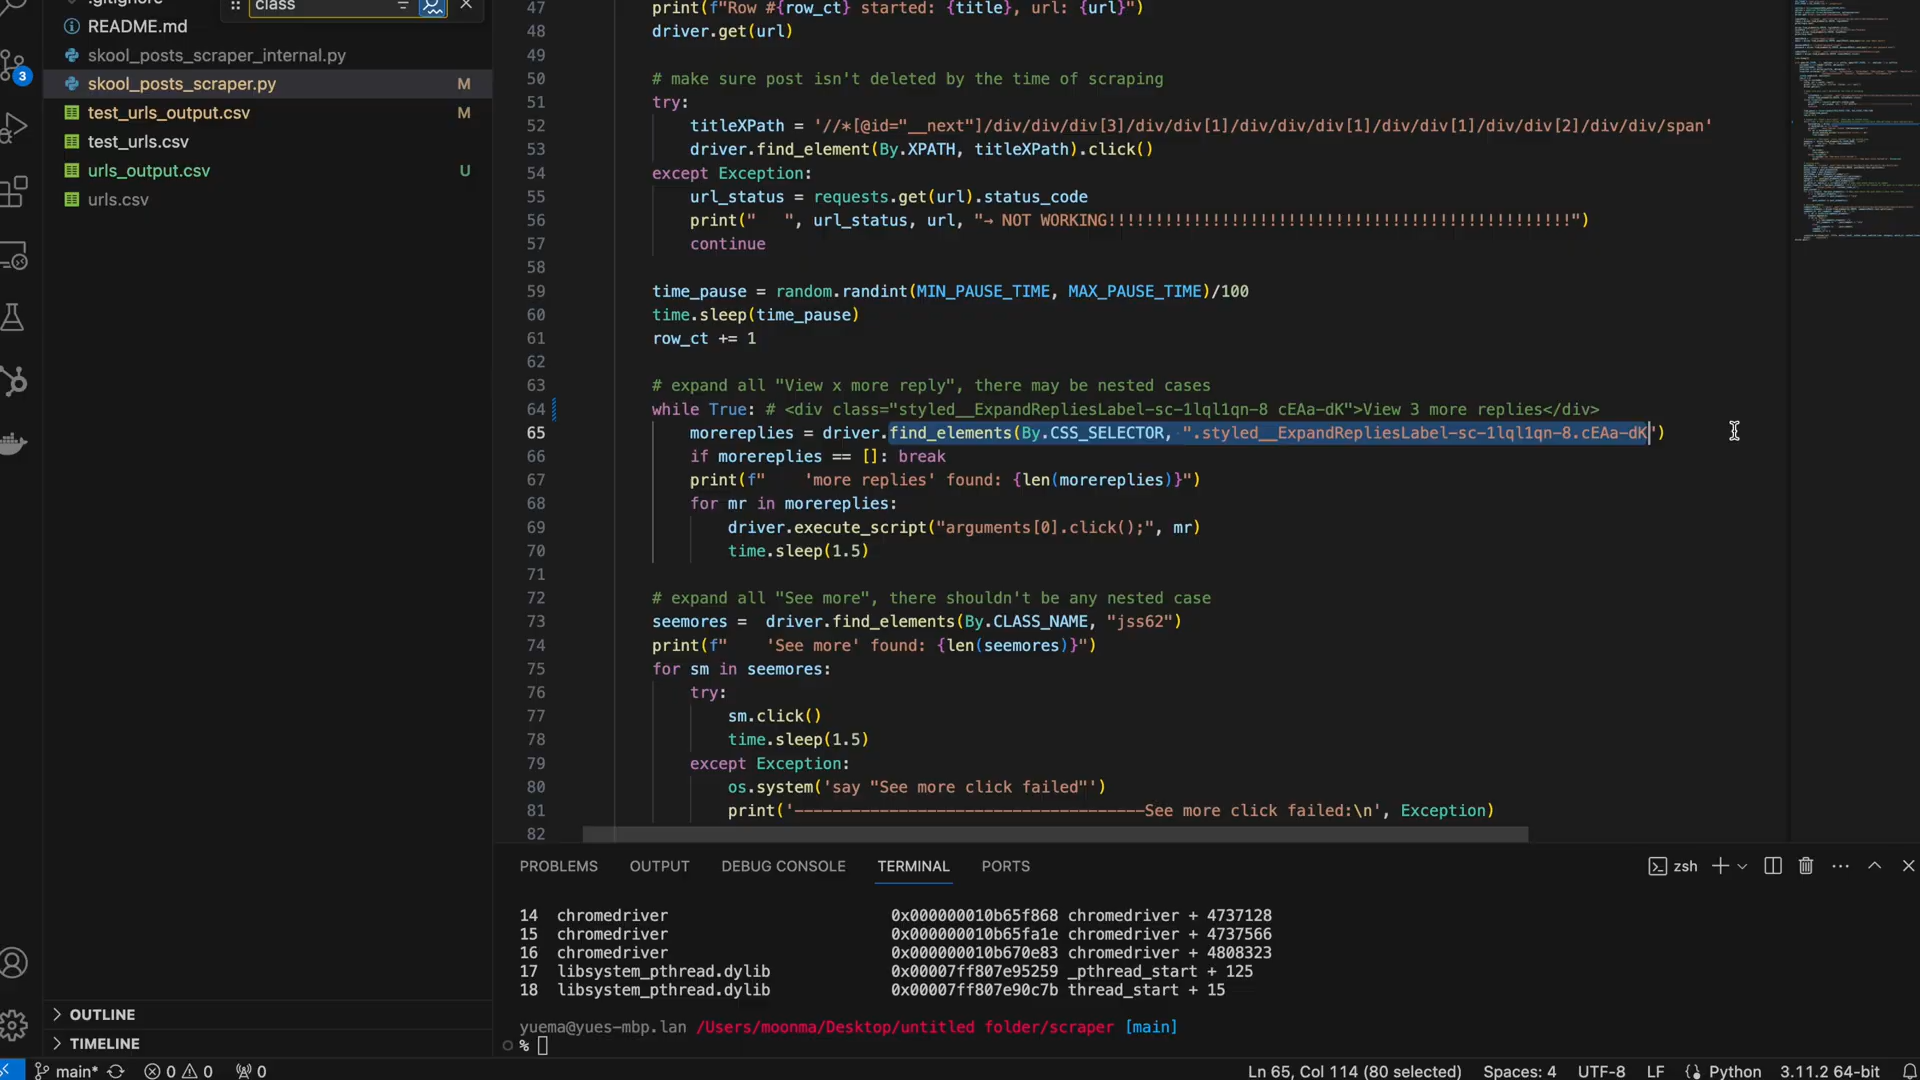 class
.gitignore
README.md
skool_posts_scraper_internal.py
skool_posts_scraper.py M
test_urls_output.csv M
test_urls.csv
urls_output.csv U
urls.csv
3
OUTLINE
TIMELINE
47 print(f"Row #{row_ct} started: {title}, url: {url}")
48 driver.get(url)
49
50 # make sure post isn't deleted by the time of scraping
51 try:
52 titleXPath = '//*[@id="__next"]/div/div/div[3]/div/div[1]/div/div/div[1]/div/div[1]/div/div[2]/div/div/span'
53 driver.find_element(By.XPATH, titleXPath).click()
54 except Exception:
55 url_status = requests.get(url).status_code
56 print("   ", url_status, url, "→ NOT WORKING!!!!!!!!!!!!!!!!!!!!!!!!!!!!!!!!!!!!!!!!!!!!!!!!!")
57 continue
58
59 time_pause = random.randint(MIN_PAUSE_TIME, MAX_PAUSE_TIME)/100
60 time.sleep(time_pause)
61 row_ct += 1
62
63 # expand all "View x more reply", there may be nested cases
64 while True: # <div class="styled__ExpandRepliesLabel-sc-1lql1qn-8 cEAa-dK">View 3 more replies</div>
65 morereplies = driver.find_elements(By.CSS_SELECTOR, ".styled__ExpandRepliesLabel-sc-1lql1qn-8.cEAa-dK")
66 if morereplies == []: break
67 print(f"    'more replies' found: {len(morereplies)}")
68 for mr in morereplies:
69 driver.execute_script("arguments[0].click();", mr)
70 time.sleep(1.5)
71
72 # expand all "See more", there shouldn't be any nested case
73 seemores =  driver.find_elements(By.CLASS_NAME, "jss62")
74 print(f"    'See more' found: {len(seemores)}")
75 for sm in seemores:
76 try:
77 sm.click()
78 time.sleep(1.5)
79 except Exception:
80 os.system('say "See more click failed"')
81 print('-------------------------------------See more click failed:\n', Exception)
82
PROBLEMS OUTPUT DEBUG CONSOLE TERMINAL PORTS zsh
14 chromedriver 0x000000010b65f868 chromedriver + 4737128
15 chromedriver 0x000000010b65fa1e chromedriver + 4737566
16 chromedriver 0x000000010b670e83 chromedriver + 4808323
17 libsystem_pthread.dylib 0x00007ff807e95259 _pthread_start + 125
18 libsystem_pthread.dylib 0x00007ff807e90c7b thread_start + 15
yuema@yues-mbp.lan /Users/moonma/Desktop/untitled folder/scraper [main]
%
main* 0 0 0 Ln 65, Col 114 (80 selected) Spaces: 4 UTF-8 LF Python 3.11.2 64-bit